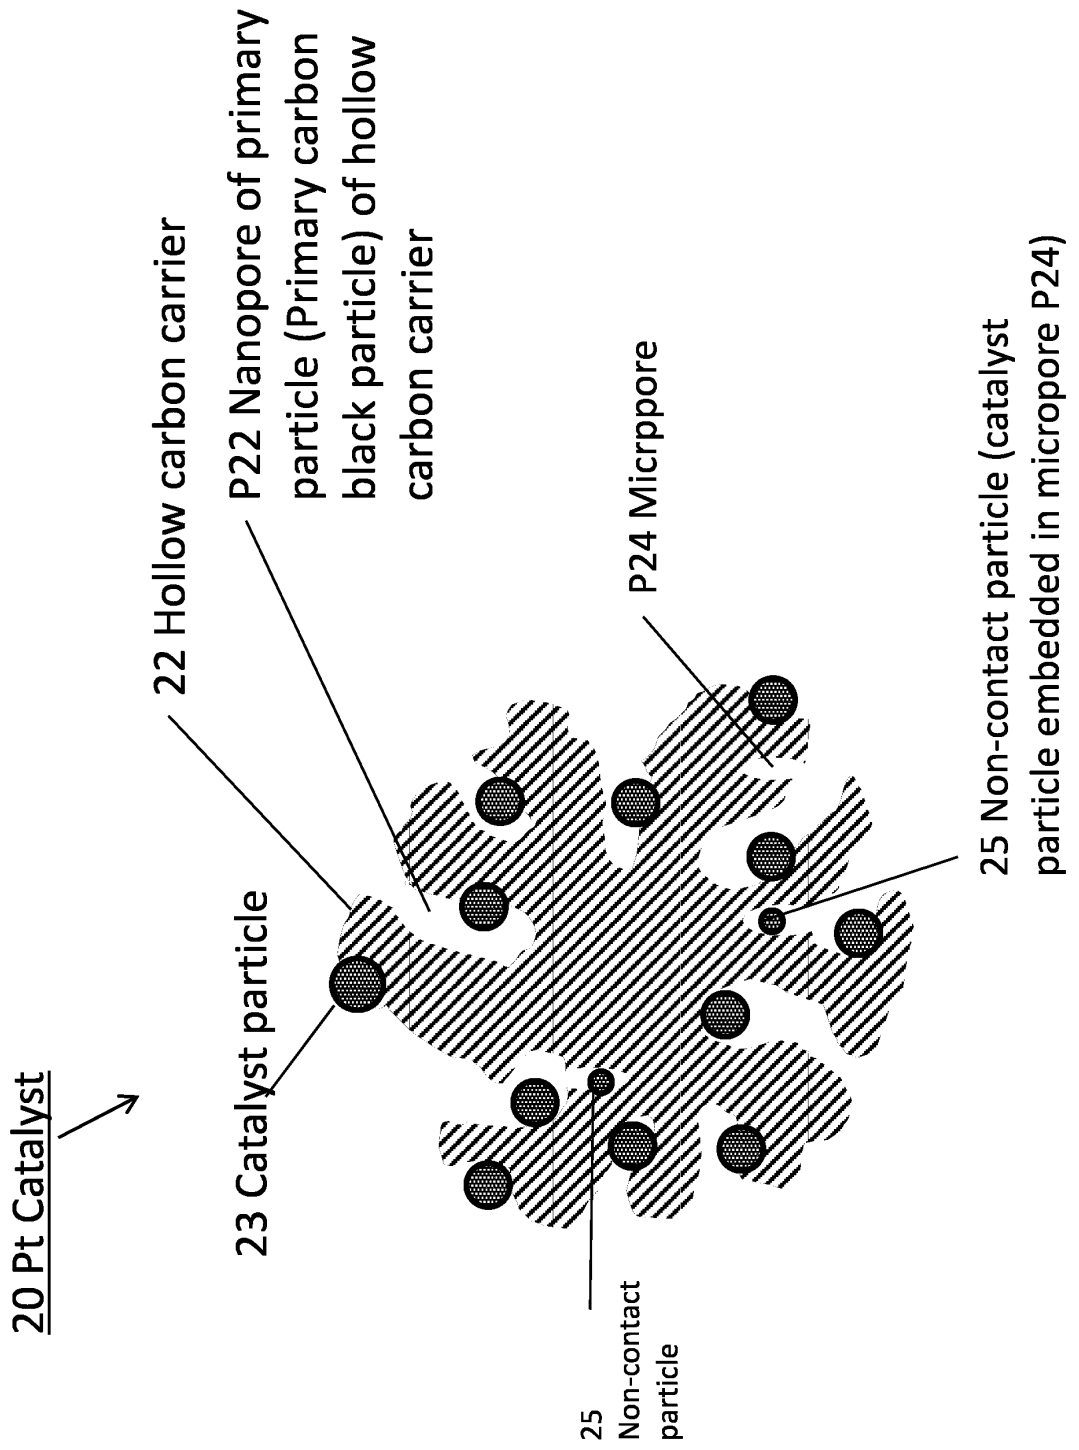 20 Pt Catalyst
22 Hollow carbon carrier
23 Catalyst particle
P22 Nanopore of primary
particle (Primary carbon
black particle) of hollow
carbon carrier
P24 Micrppore
25
Non-contact
particle
25 Non-contact particle (catalyst
particle embedded in micropore P24)